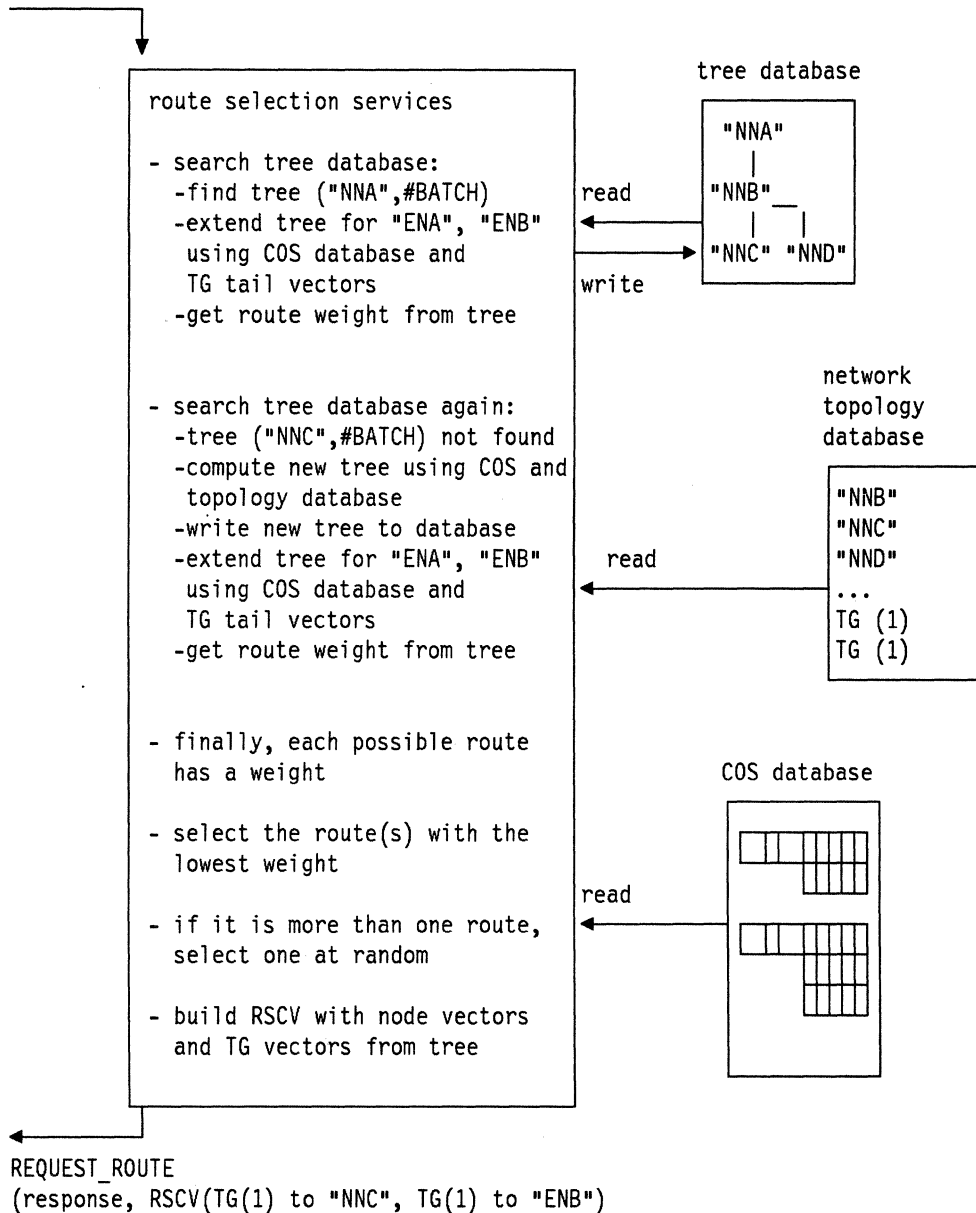 route selection services
- search tree database:
-find tree ("NNA",#BATCH)
-extend tree for "ENA", "ENB"
using COS database and
TG tail vectors
-get route weight from tree
- search tree database again:
-tree ("NNC",#BATCH) not found
-compute new tree using COS and
topology database
-write new tree to database
-extend tree for "ENA", "ENB"
using COS database and
TG tail vectors
-get route weight from tree
- finally, each possible route
has a weight
- select the route(s) with the
lowest weight
- if it is more than one route,
select one at random
- build RSCV with node vectors
and TG vectors from tree
read
write
tree database
"NNA"
"NNB"
"NNC" "NND"
network
topology
database
"NNB"
"NNC"
"NND"
...
TG (1)
TG (1)
read
COS database
read
REQUEST_ROUTE
(response, RSCV(TG(1) to "NNC", TG(1) to "ENB")